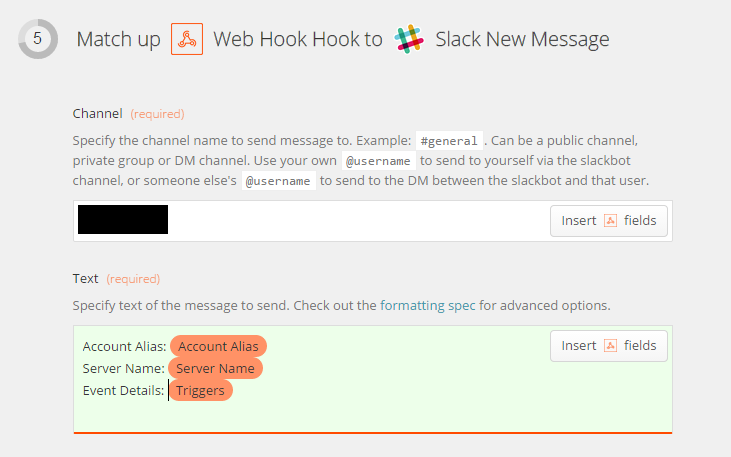 5 Match up Web Hook Hook to Slack New Message
Channel (required)
Specify the channel name to send message to. Example: #general . Can be a public channel,
private group or DM channel. Use your own @username to send to yourself via the slackbot
channel, or someone else's @username to send to the DM between the slackbot and that user.
Insert fields
Text (required)
Specify text of the message to send. Check out the formatting spec for advanced options.
Insert fields
Account Alias: Account Alias
Server Name: Server Name
Event Details: Triggers